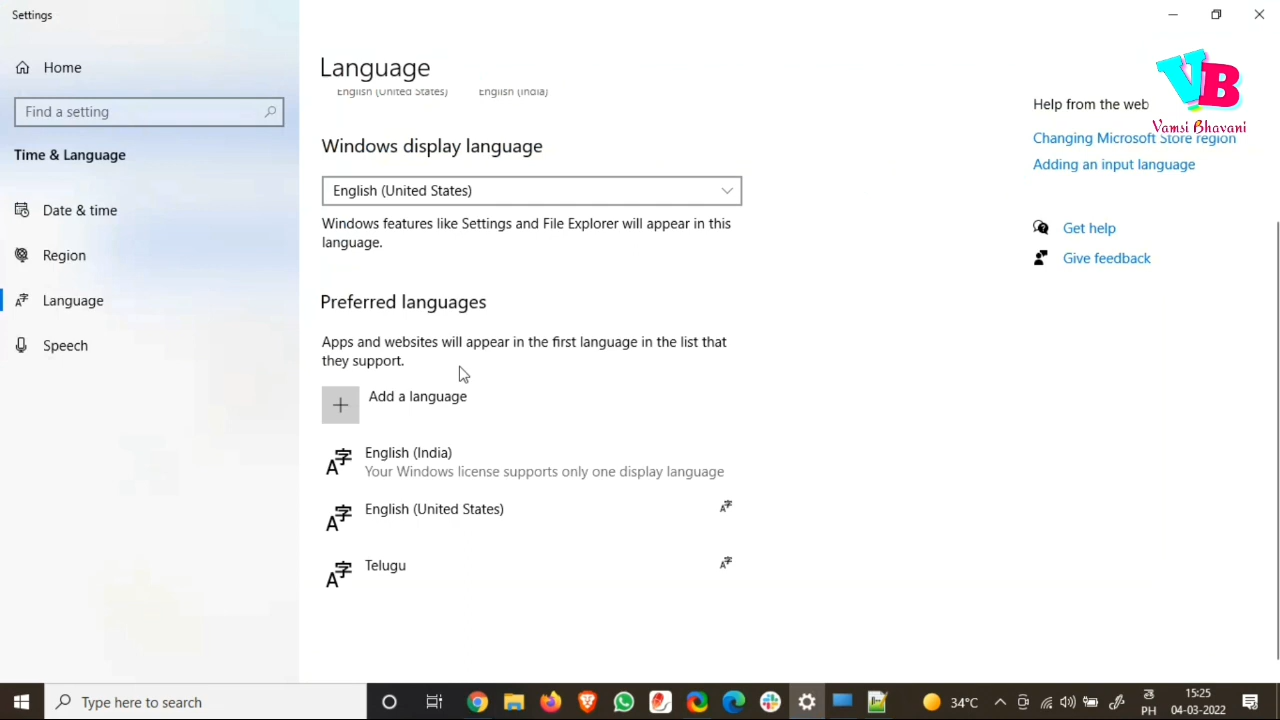 Settings
Home
Find a setting
Time & Language
Date & time
Region
Language
Speech
Language
English (United States) English (India)
Windows display language
English (United States)
Windows features like Settings and File Explorer will appear in this
language.
Preferred languages
Apps and websites will appear in the first language in the list that
they support.
Add a language
English (India)
Your Windows license supports only one display language
English (United States)
Telugu
VB
Vamsi Bhavani
Help from the web
Changing Microsoft Store region
Adding an input language
Get help
Give feedback
Type here to search
34°C
PH
15:25
04-03-2022